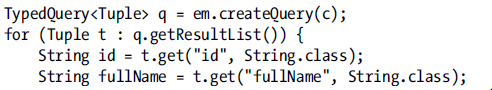 TypedQuery<Tuple> q = em.createQuery(c);
for (Tuple t : q.getResultList()) {
    String id = t.get("id", String.class);
    String fullName = t.get("fullName", String.class);